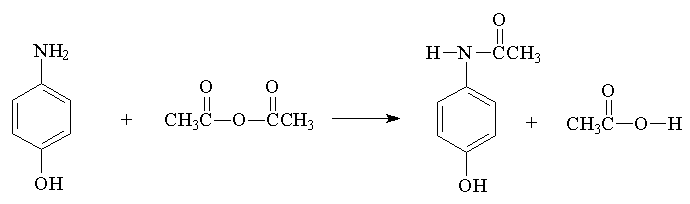 NH₂
OH
+
O O
CH₃C—O—CCH₃
O
H—N—CCH₃
OH
+
O
CH₃C—O—H